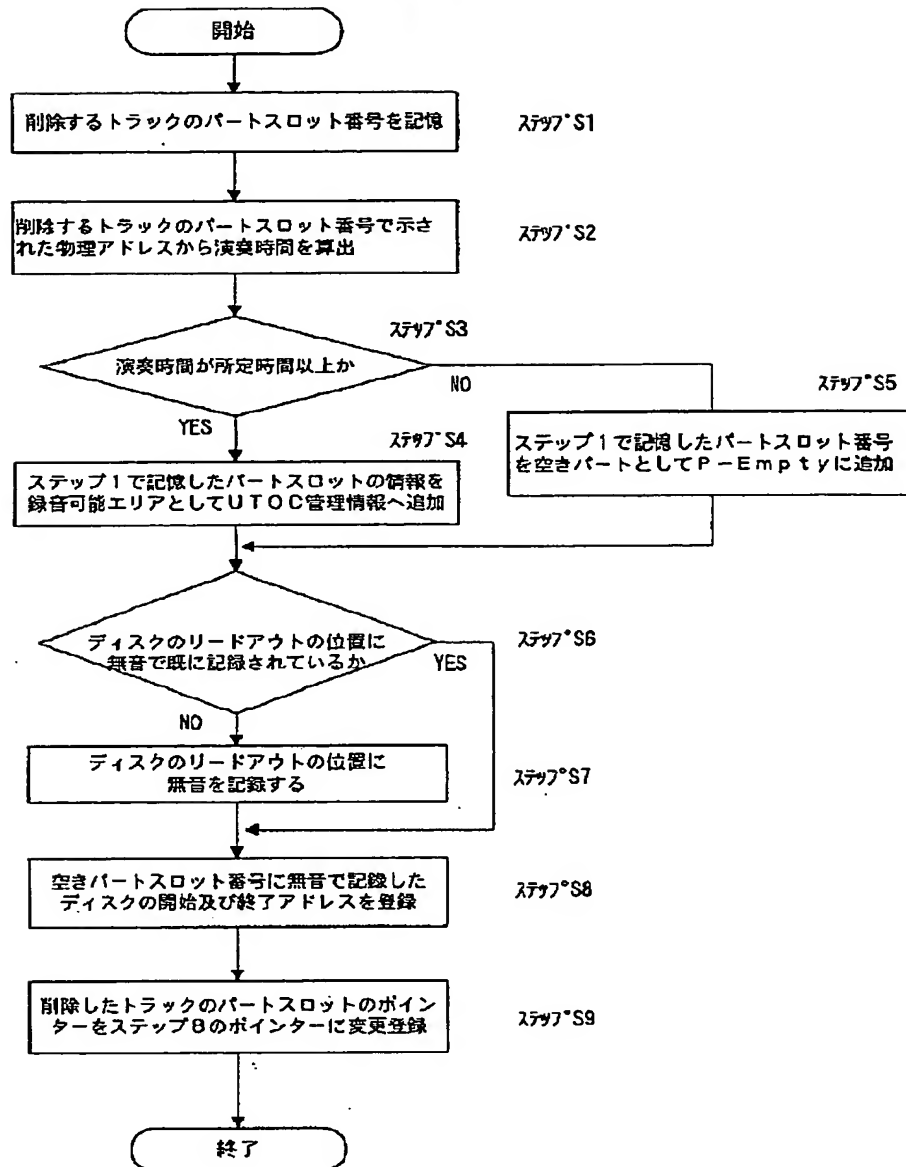 開始
削除するトラックのパートスロット番号を記憶
ステップS1
削除するトラックのパートスロット番号で示さ
れた物理アドレスから演奏時間を算出
ステップS2
ステップS3
演奏時間が所定時間以上か
NO
YES
ステップS5
ステップ1で記憶したパートスロット番号
を空きパートとしてP-Emptyに追加
ステップS4
ステップ1で記憶したパートスロットの情報を
録音可能エリアとしてUTOC管理情報へ追加
ディスクのリードアウトの位置に
無音で既に記録されているか
ステップS6
YES
NO
ディスクのリードアウトの位置に
無音を記録する
ステップS7
空きパートスロット番号に無音で記録した
ディスクの開始及び終了アドレスを登録
ステップS8
削除したトラックのパートスロットのポイン
ターをステップ8のポインターに変更登録
ステップS9
終了